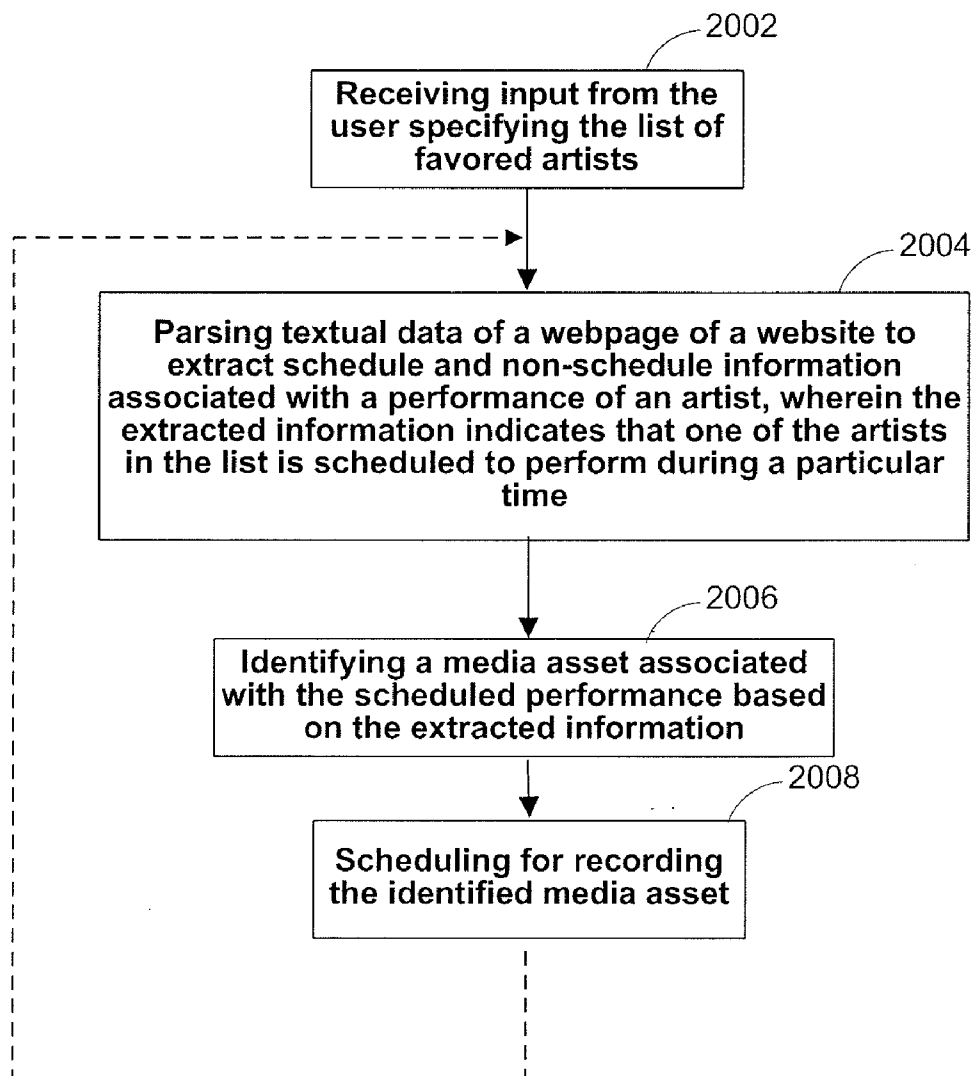 2002
Receiving input from the
user specifying the list of
favored artists
2004
Parsing textual data of a webpage of a website to
extract schedule and non-schedule information
associated with a performance of an artist, wherein the
extracted information indicates that one of the artists
in the list is scheduled to perform during a particular
time
2006
Identifying a media asset associated
with the scheduled performance based
on the extracted information
2008
Scheduling for recording
the identified media asset